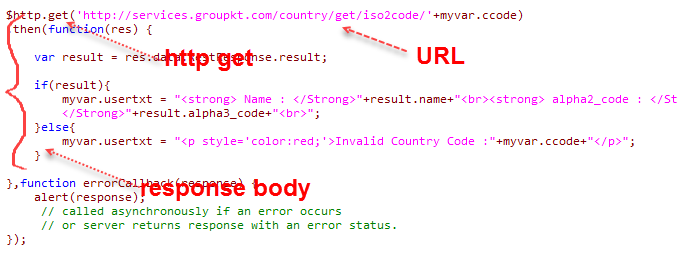 $http.get('http://services.groupkt.com/country/get/iso2code/'+myvar.ccode)
.then(function(res) {
http get
URL
var result = res.data.RestResponse.result;
if(result){
myvar.usertxt = "<strong> Name : </Strong>"+result.name+"<br><strong> alpha2_code : </St
</Strong>"+result.alpha3_code+"<br>";
}else{
myvar.usertxt = "<p style='color:red;'>Invalid Country Code :"+myvar.ccode+"</p>";
}
response body
},function errorCallback(response) {
alert(response);
// called asynchronously if an error occurs
// or server returns response with an error status.
});